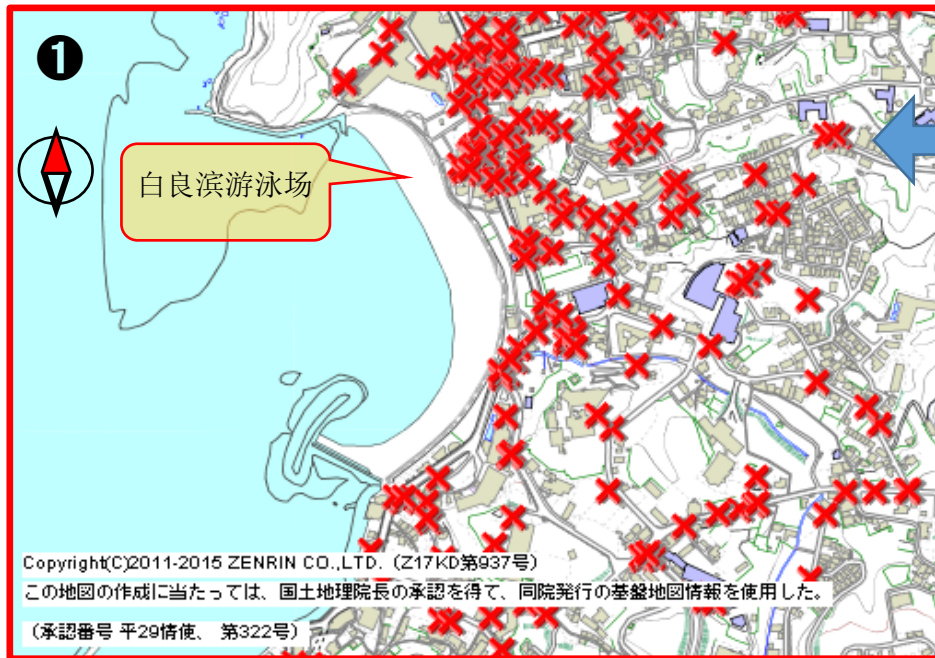 ❶
白良滨游泳场
Copyright(C)2011-2015 ZENRIN CO.,LTD.（Z17KD第937号）
この地図の作成に当たっては、国土地理院長の承認を得て、同院発行の基盤地図情報を使用した。
（承認番号 平29情使、 第322号）